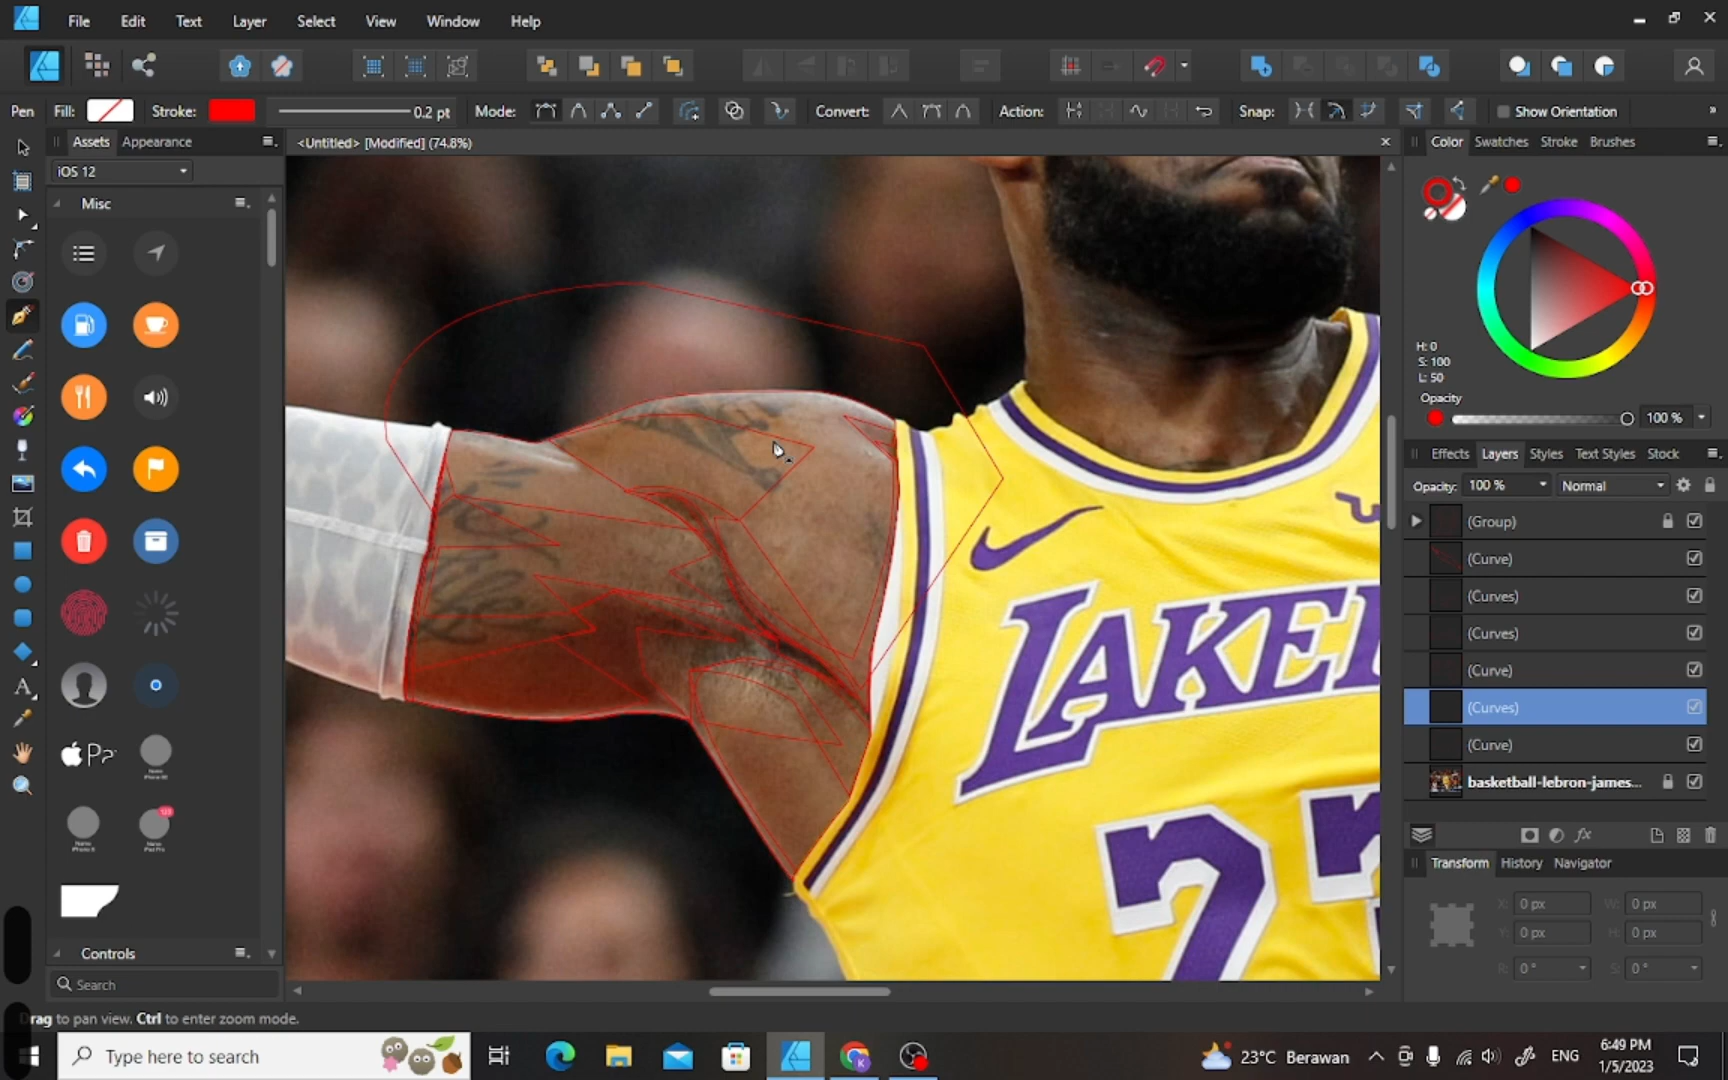 File Edit Text Layer Select View Window Help
Pen Fill: Stroke: 0.2 pt Mode: Convert: Action: Snap: Show Orientation
Assets Appearance
<Untitled> [Modified] (74.8%)
Color Swatches Stroke Brushes
iOS 12
Misc
H: 0
S: 100
L: 50
Opacity
100 %
Effects Layers Styles Text Styles Stock
Opacity: 100 % Normal
(Group)
(Curve)
(Curves)
(Curves)
(Curve)
(Curves)
(Curve)
basketball-lebron-james...
LAKE
Transform History Navigator
X: 0 px W: 0 px
Y: 0 px H: 0 px
R: 0 ° S: 0 °
Controls
Search
Drag to pan view. Ctrl to enter zoom mode.
Type here to search
23°C Berawan
ENG
6:49 PM
1/5/2023